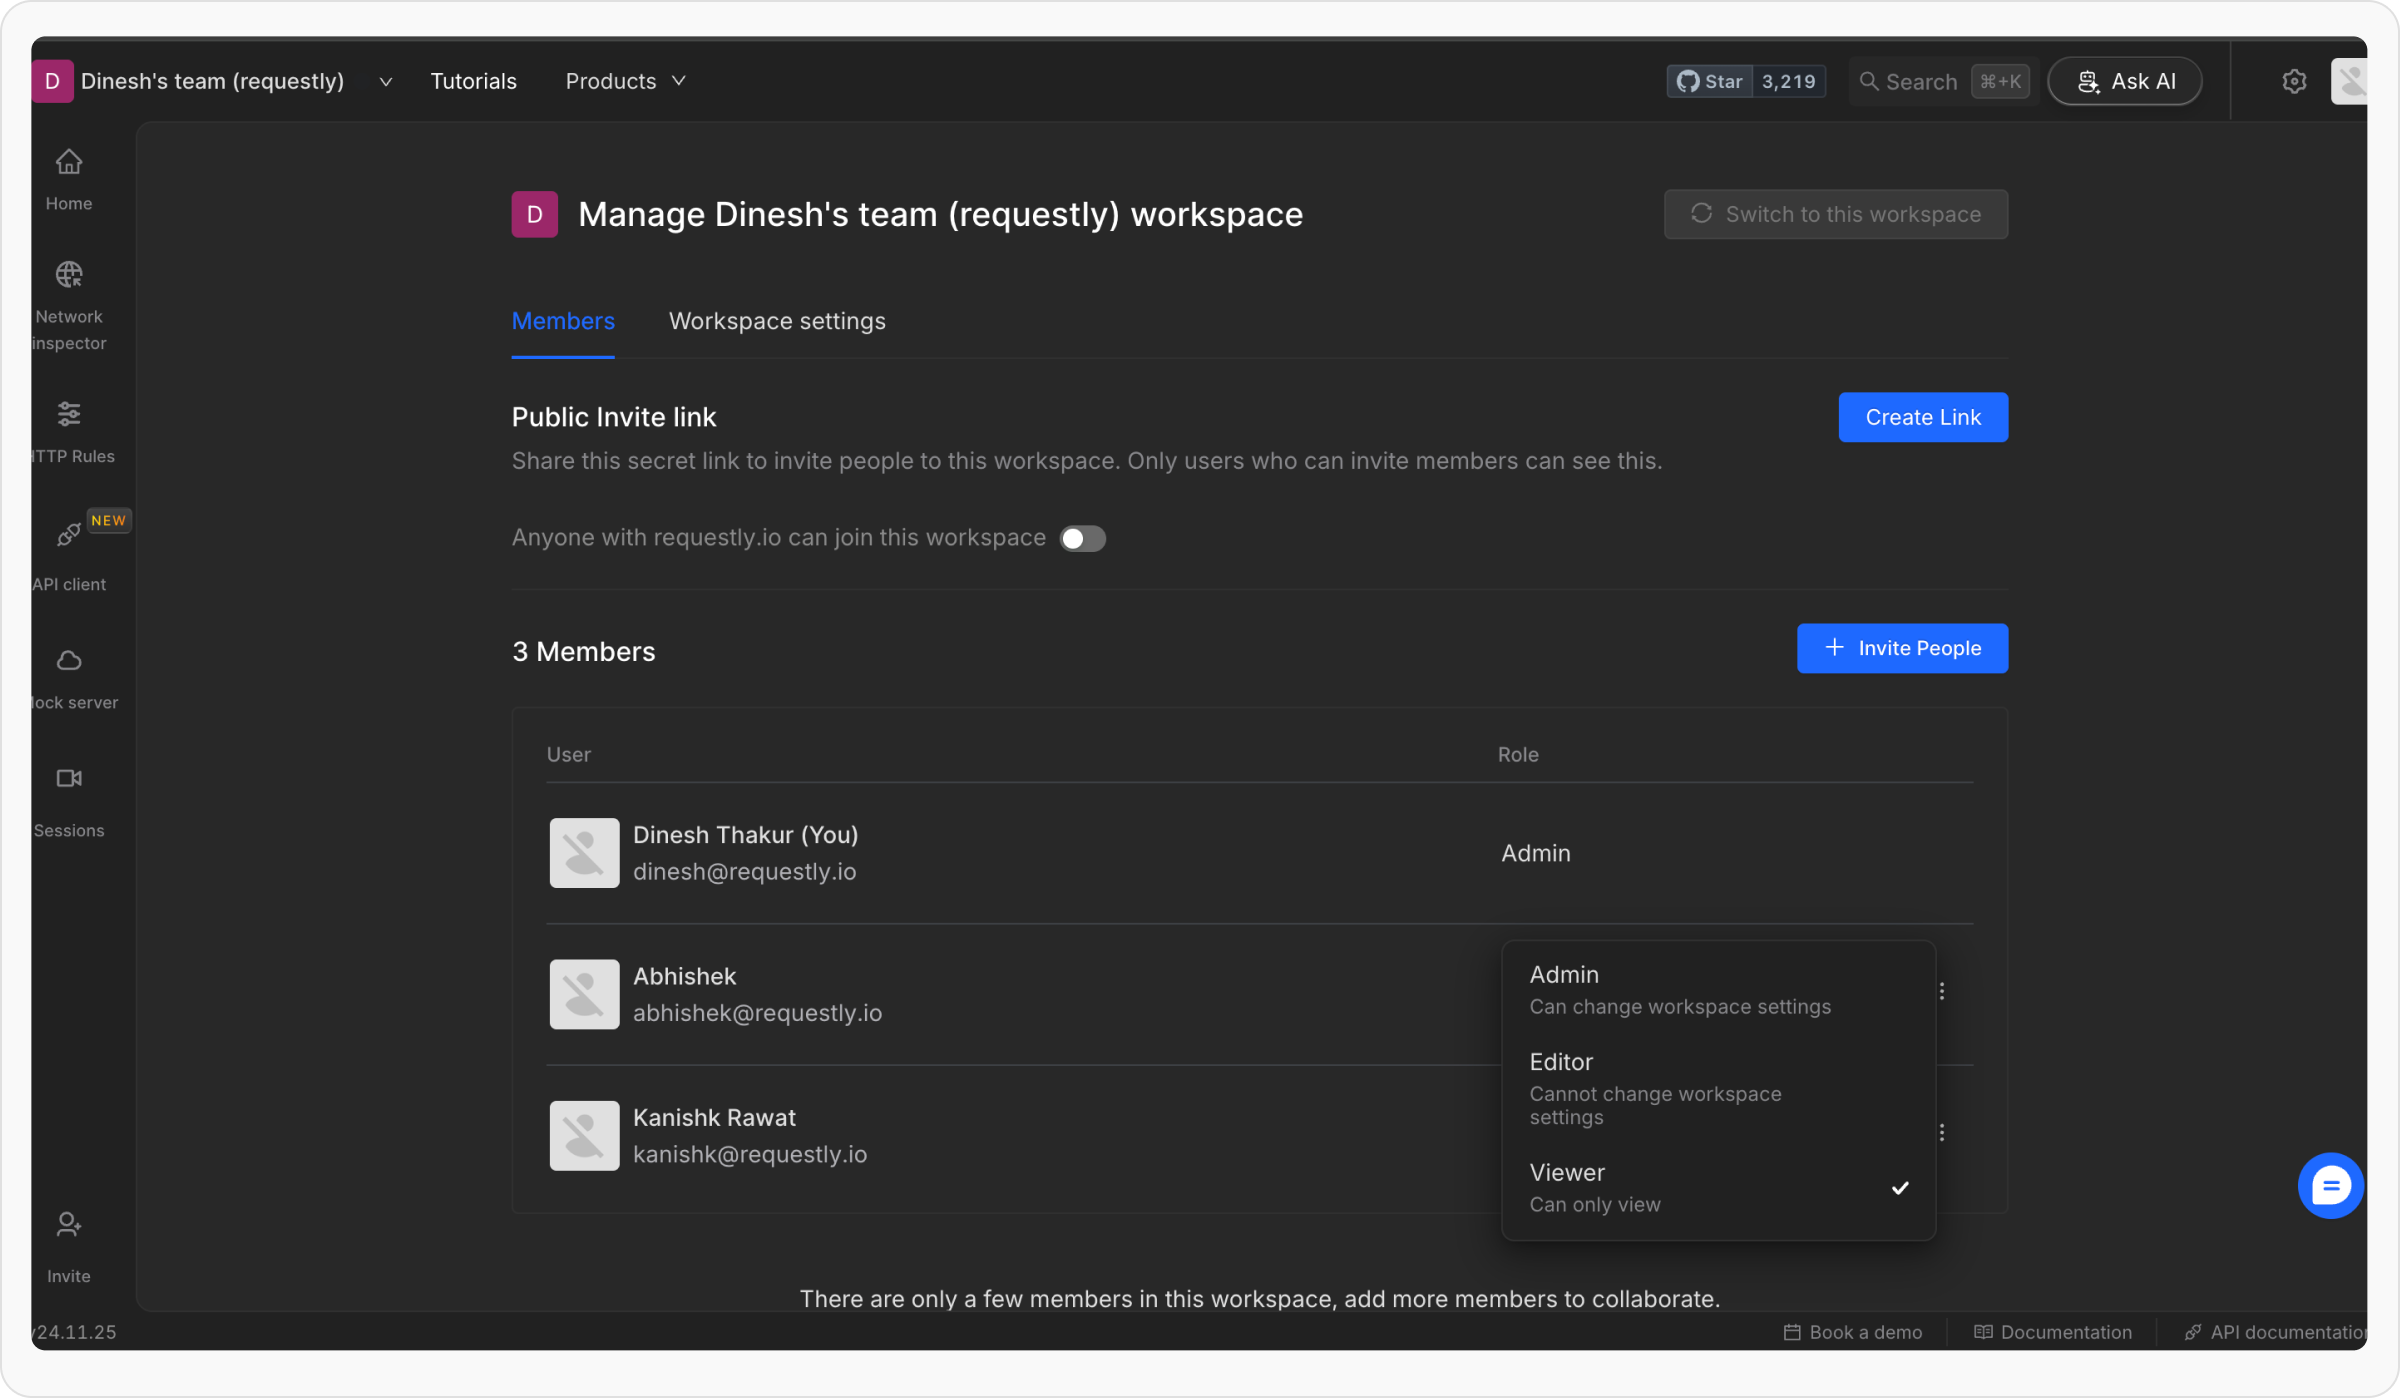 D Dinesh's team (requestly) Tutorials Products Star 3,219 Search ⌘+K Ask AI
Home
Network
inspector
HTTP Rules
NEW
API client
Mock server
Sessions
Invite
v24.11.25
D Manage Dinesh's team (requestly) workspace Switch to this workspace
Members Workspace settings
Public Invite link Create Link
Share this secret link to invite people to this workspace. Only users who can invite members can see this.
Anyone with requestly.io can join this workspace
3 Members + Invite People
User Role
Dinesh Thakur (You)
dinesh@requestly.io
Admin
Abhishek
abhishek@requestly.io
Kanishk Rawat
kanishk@requestly.io
Admin
Can change workspace settings
Editor
Cannot change workspace
settings
Viewer
Can only view
There are only a few members in this workspace, add more members to collaborate.
Book a demo Documentation API documentation